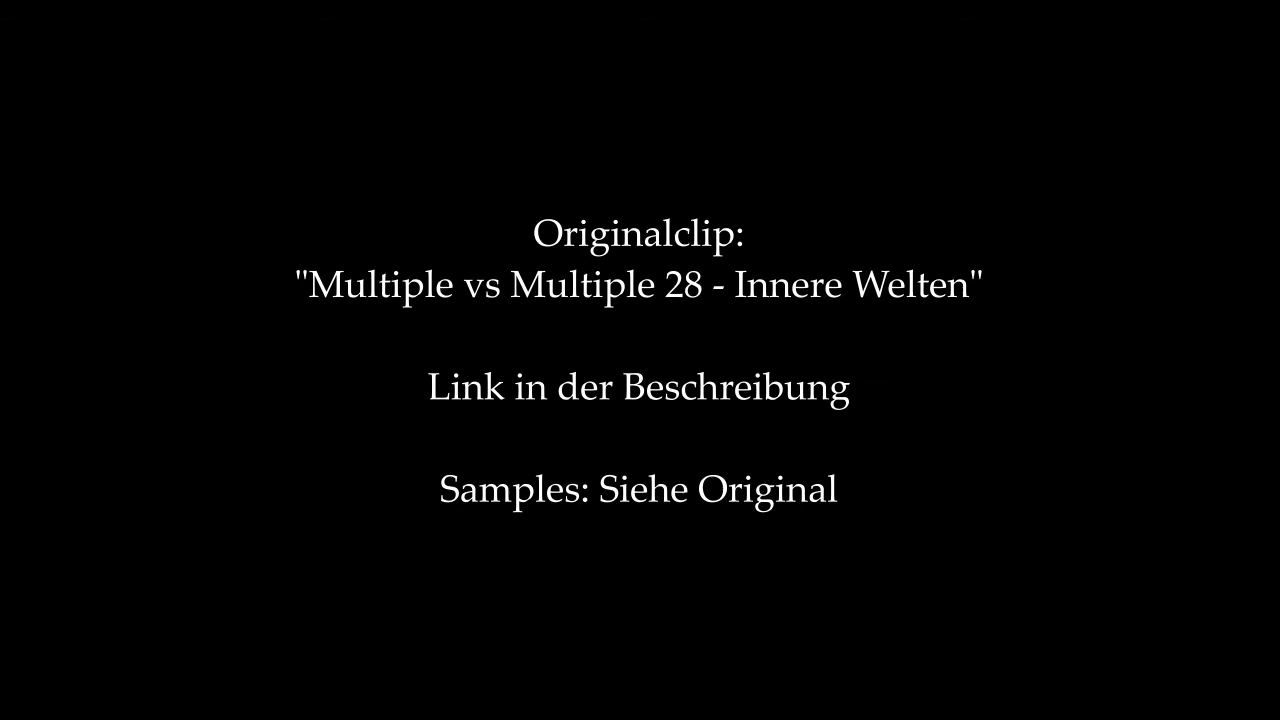 Originalclip:
"Multiple vs Multiple 28 - Innere Welten"
Link in der Beschreibung
Samples: Siehe Original